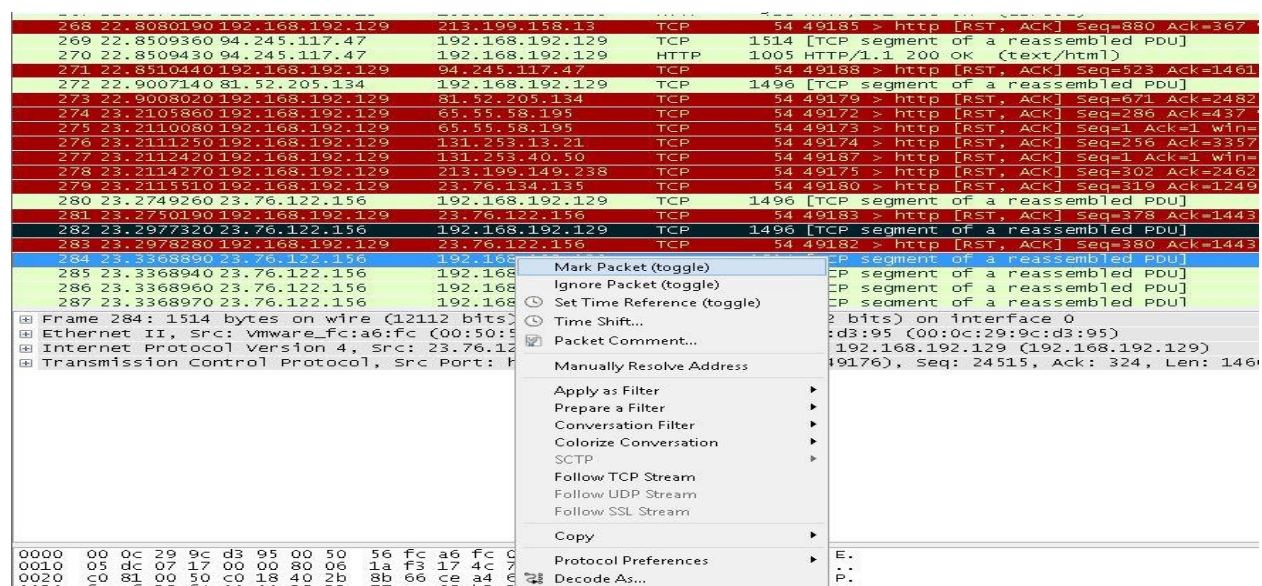 268 22.8080190 192.168.192.129 213.199.158.13 TCP 54 49185 > http [RST, ACK] Seq=880 Ack=367
269 22.8509360 94.245.117.47 192.168.192.129 TCP 1514 [TCP segment of a reassembled PDU]
270 22.8509430 94.245.117.47 192.168.192.129 HTTP 1005 HTTP/1.1 200 OK (text/html)
271 22.8510440 192.168.192.129 94.245.117.47 TCP 54 49188 > http [RST, ACK] Seq=523 Ack=1461
272 22.9007140 81.52.205.134 192.168.192.129 TCP 1496 [TCP segment of a reassembled PDU]
273 22.9008020 192.168.192.129 81.52.205.134 TCP 54 49179 > http [RST, ACK] Seq=671 Ack=2482
274 23.2105860 192.168.192.129 65.55.58.195 TCP 54 49172 > http [RST, ACK] Seq=286 Ack=437
275 23.2110080 192.168.192.129 65.55.58.195 TCP 54 49173 > http [RST, ACK] Seq=1 Ack=1 Win=
276 23.2111250 192.168.192.129 131.253.13.21 TCP 54 49174 > http [RST, ACK] Seq=256 Ack=3357
277 23.2112420 192.168.192.129 131.253.40.50 TCP 54 49187 > http [RST, ACK] Seq=1 Ack=1 Win=
278 23.2114270 192.168.192.129 213.199.149.238 TCP 54 49175 > http [RST, ACK] Seq=302 Ack=2462
279 23.2115510 192.168.192.129 23.76.134.135 TCP 54 49180 > http [RST, ACK] Seq=319 Ack=1249
280 23.2749260 23.76.122.156 192.168.192.129 TCP 1496 [TCP segment of a reassembled PDU]
281 23.2750190 192.168.192.129 23.76.122.156 TCP 54 49183 > http [RST, ACK] Seq=378 Ack=1443
282 23.2977320 23.76.122.156 192.168.192.129 TCP 1496 [TCP segment of a reassembled PDU]
283 23.2978280 192.168.192.129 23.76.122.156 TCP 54 49182 > http [RST, ACK] Seq=380 Ack=1443
284 23.3368890 23.76.122.156 192.168 CP segment of a reassembled PDU]
285 23.3368940 23.76.122.156 192.168 CP segment of a reassembled PDU]
286 23.3368960 23.76.122.156 192.168 CP segment of a reassembled PDU]
287 23.3368970 23.76.122.156 192.168 CP segment of a reassembled PDU]
Frame 284: 1514 bytes on wire (12112 bits) 2 bits) on interface 0
Ethernet II, Src: Vmware_fc:a6:fc (00:50:5 :d3:95 (00:0c:29:9c:d3:95)
Internet Protocol Version 4, Src: 23.76.12 192.168.192.129 (192.168.192.129)
Transmission Control Protocol, Src Port: h 49176), Seq: 24515, Ack: 324, Len: 146
Mark Packet (toggle)
Ignore Packet (toggle)
Set Time Reference (toggle)
Time Shift...
Packet Comment...
Manually Resolve Address
Apply as Filter
Prepare a Filter
Conversation Filter
Colorize Conversation
SCTP
Follow TCP Stream
Follow UDP Stream
Follow SSL Stream
Copy
Protocol Preferences
Decode As...
0000 00 0c 29 9c d3 95 00 50 56 fc a6 fc 0 E.
0010 05 dc 07 17 00 00 80 06 1a f3 17 4c 7 ..
0020 c0 81 00 50 c0 18 40 2b 8b 66 ce a4 6 P.